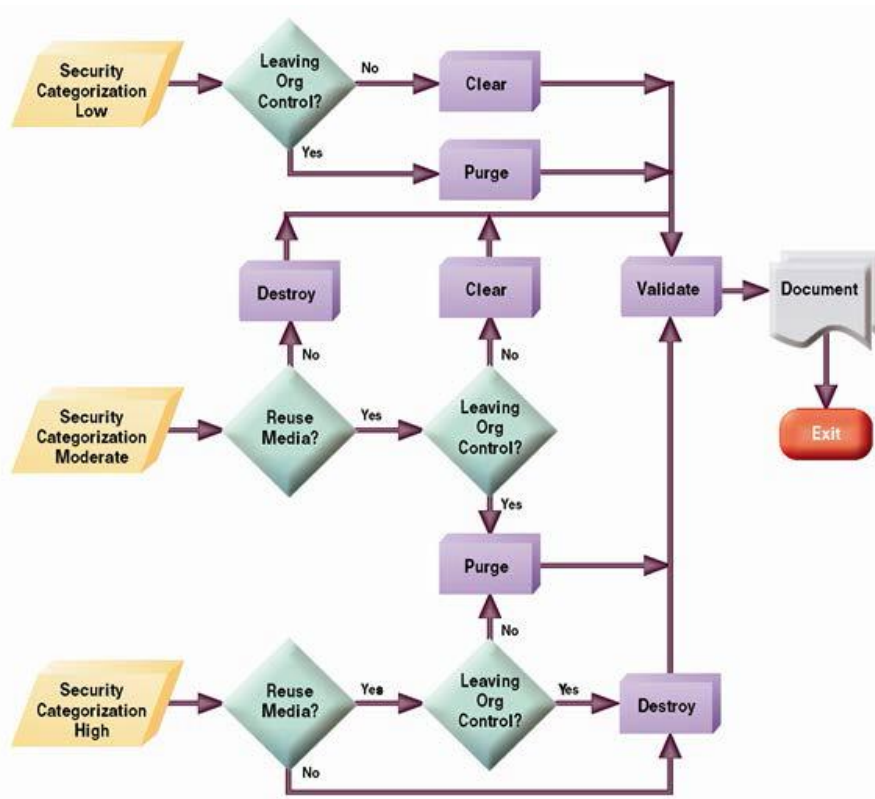 Security
Categorization
Low
Leaving
Org
Control?
No
Clear
Yes
Purge
Destroy
Clear
Validate
Document
No
No
Security
Categorization
Moderate
Reuse
Media?
Yes
Leaving
Org
Control?
Exit
Yes
Purge
No
Security
Categorization
High
Reuse
Media?
Yes
Leaving
Org
Control?
Yes
Destroy
No